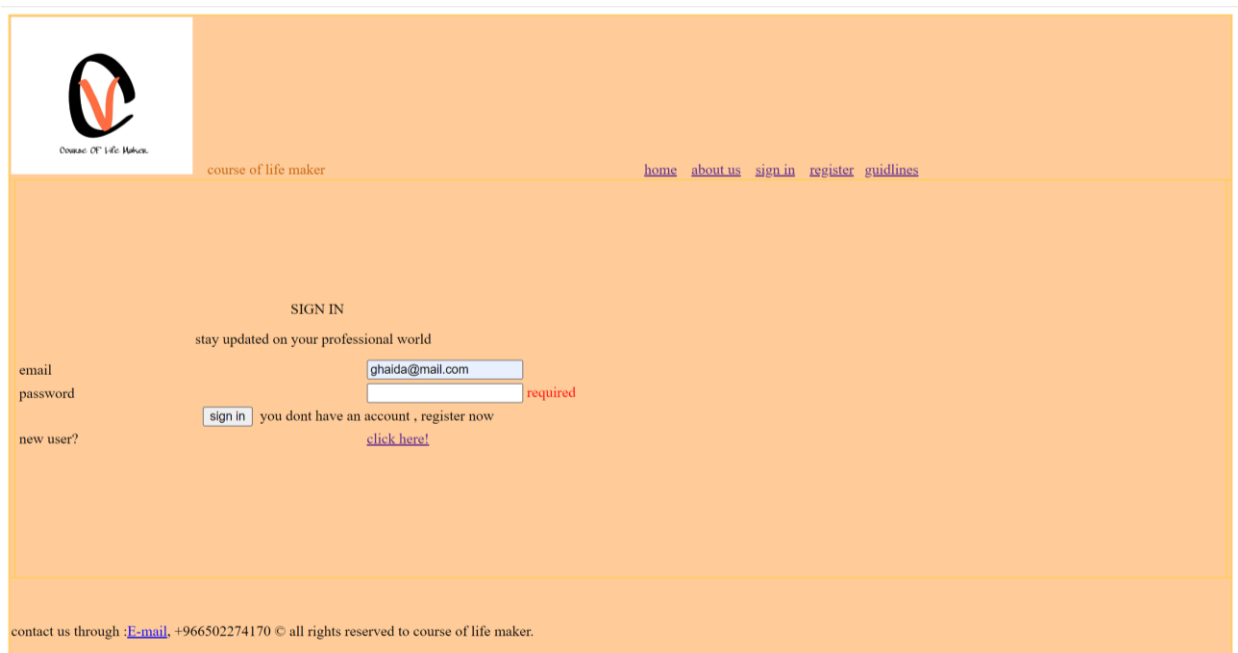 Course Of Life Maker
course of life maker home about us sign in register guidlines
SIGN IN
stay updated on your professional world
email ghaida@mail.com
password required
sign in you dont have an account , register now
new user? click here!
contact us through :E-mail, +966502274170 © all rights reserved to course of life maker.